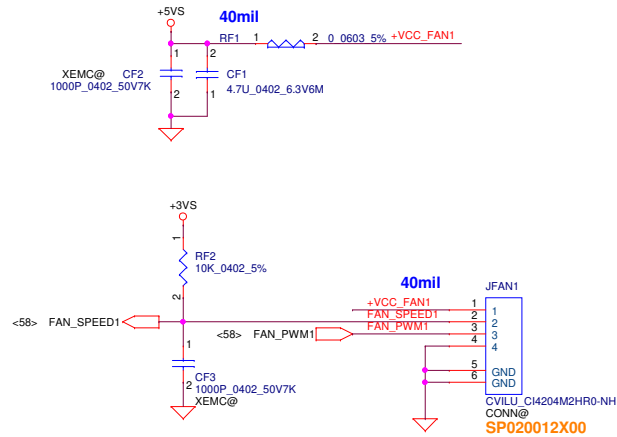 +5VS
40mil
RF1 1 2 0_0603_5% +VCC_FAN1
1 2
XEMC@ CF2 CF1
1000P_0402_50V7K 4.7U_0402_6.3V6M
2 1
+3VS
1
RF2
10K_0402_5%
2
40mil
JFAN1
+VCC_FAN1 1 1
<58> FAN_SPEED1 FAN_SPEED1 2 2
<58> FAN_PWM1 FAN_PWM1 3 3
4 4
1
CF3
2 1000P_0402_50V7K
XEMC@
5 GND
6 GND
CVILU_CI4204M2HR0-NH
CONN@
SP020012X00